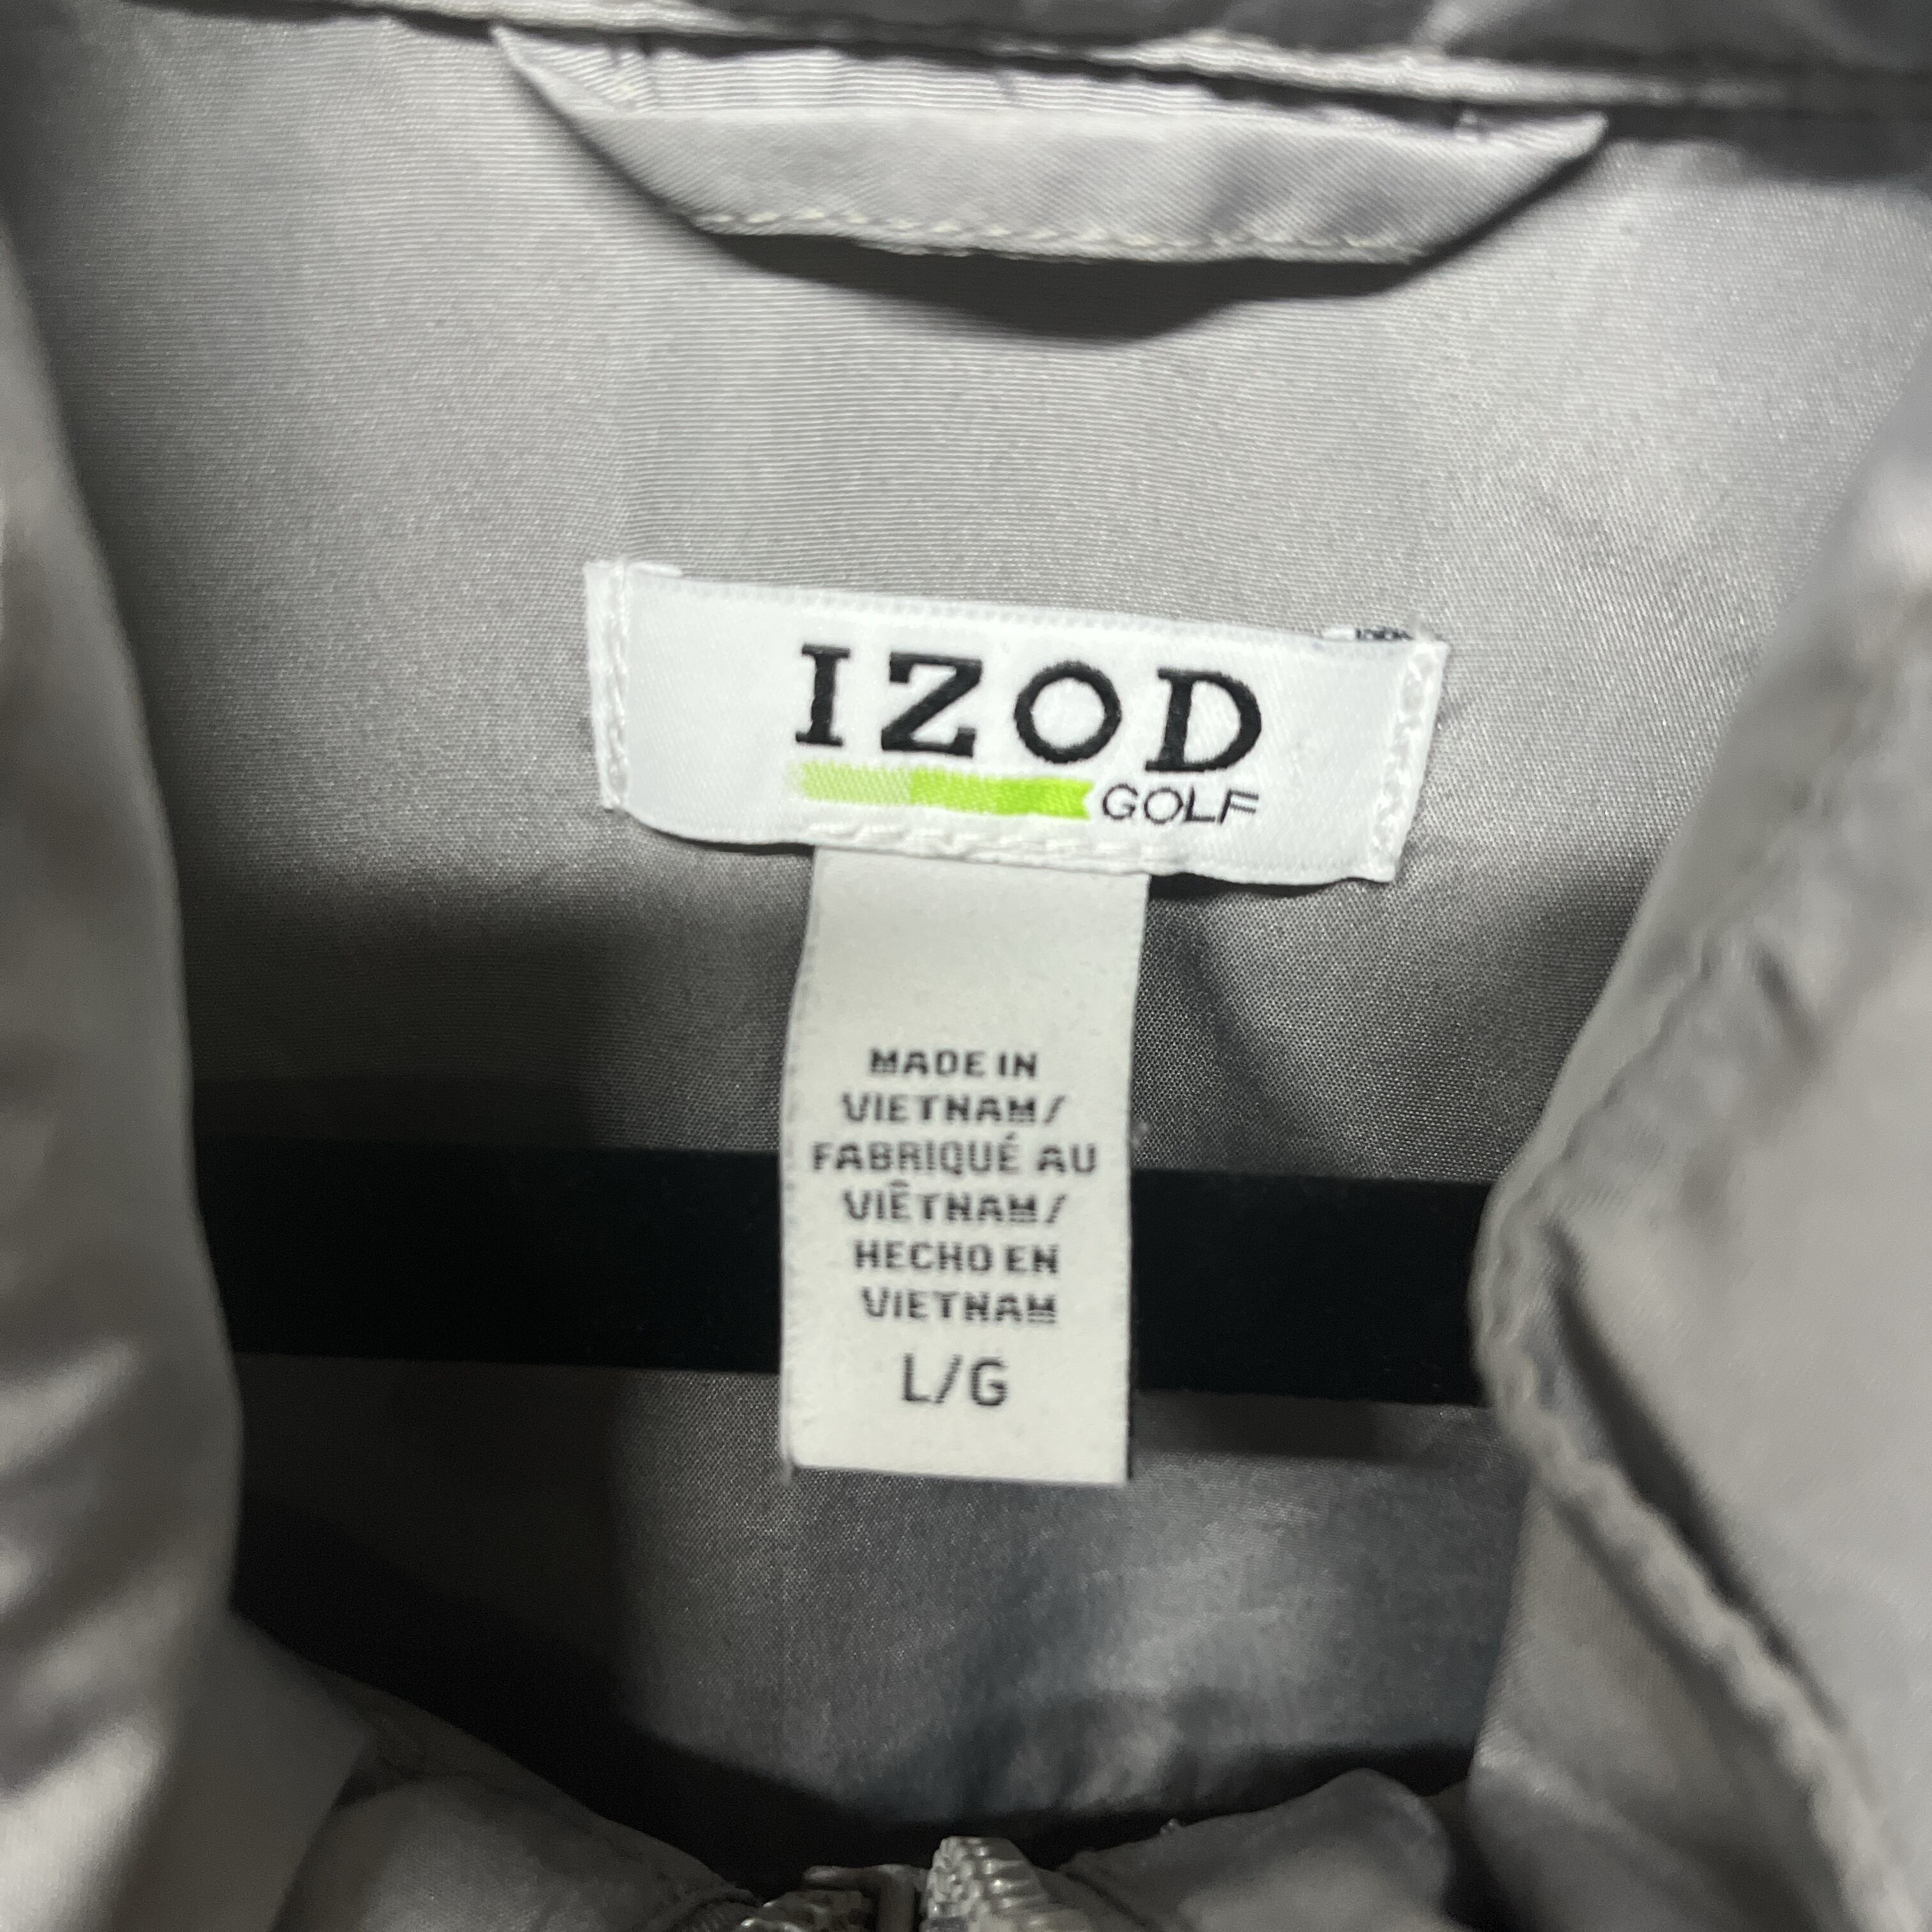 IZOD
GOLF
MADE IN
VIETNAM/
FABRIQUÉ AU
VIÊTNAM/
HECHO EN
VIETNAM
L/G